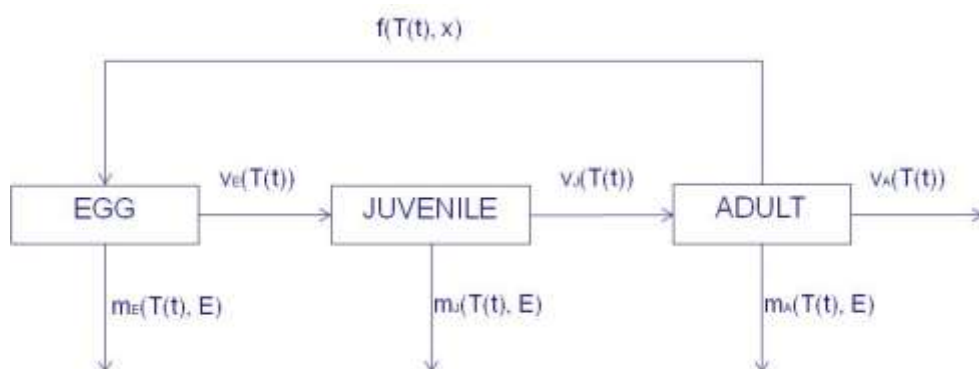 f(T(t), x)
vE(T(t))
vJ(T(t))
vA(T(t))
EGG
JUVENILE
ADULT
mE(T(t), E)
mJ(T(t), E)
mA(T(t), E)